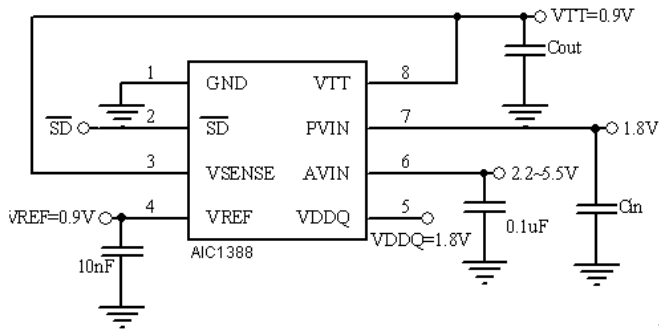 VTT=0.9V
Cout
1 GND VTT 8
SD 2 SD PVIN 7 1.8V
3 VSENSE AVIN 6 2.2~5.5V
VREF=0.9V 4 VREF VDDQ 5
VDDQ=1.8V
0.1uF
Cin
AIC1388
10nF